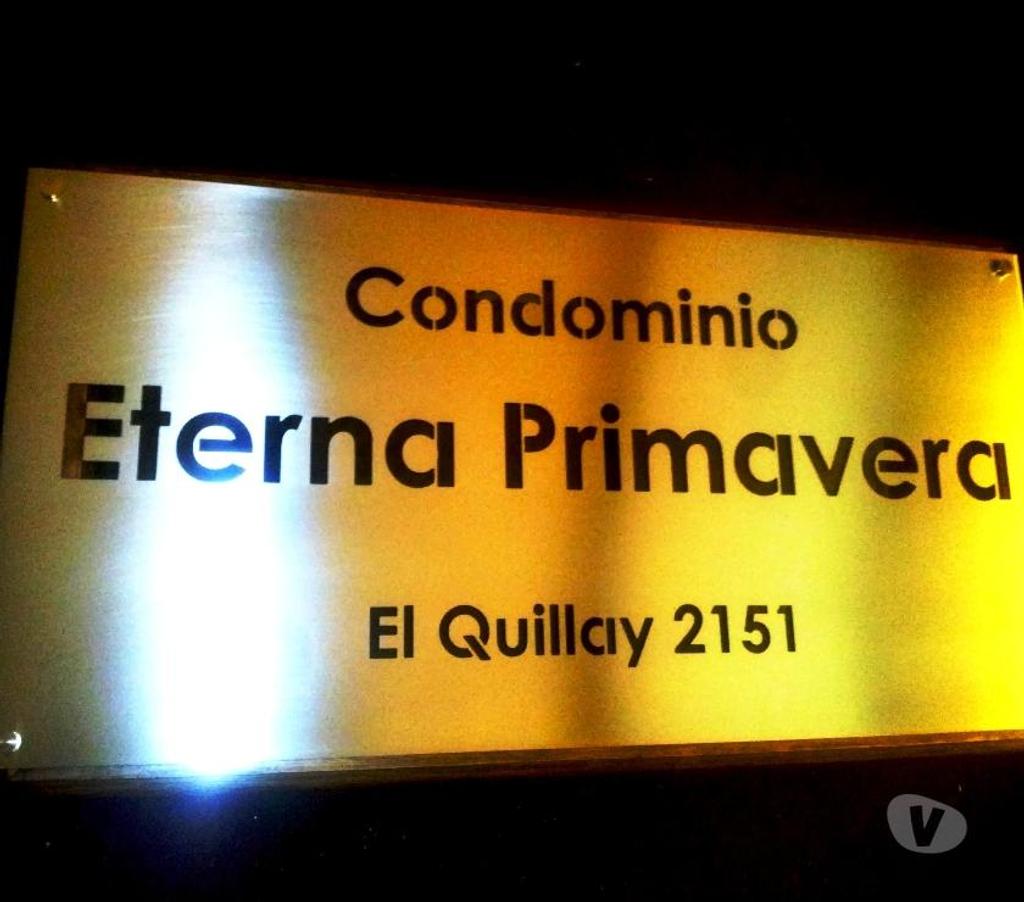 Condominio
Eterna Primavera
El Quillay 2151
V